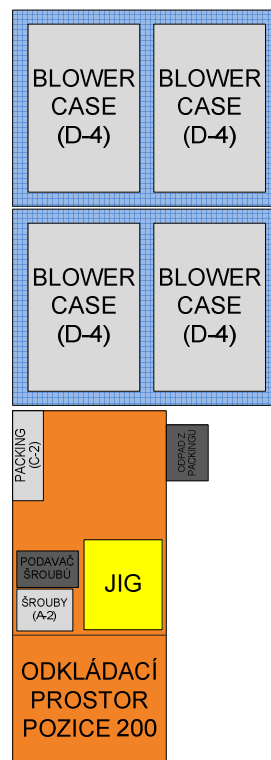 BLOWER
CASE
(D-4)
BLOWER
CASE
(D-4)
BLOWER
CASE
(D-4)
BLOWER
CASE
(D-4)
PACKING
(C-2)
ODPAD Z
PACKINGU
PODAVAČ
ŠROUBŮ
ŠROUBY
(A-2)
JIG
ODKLÁDACÍ
PROSTOR
POZICE 200